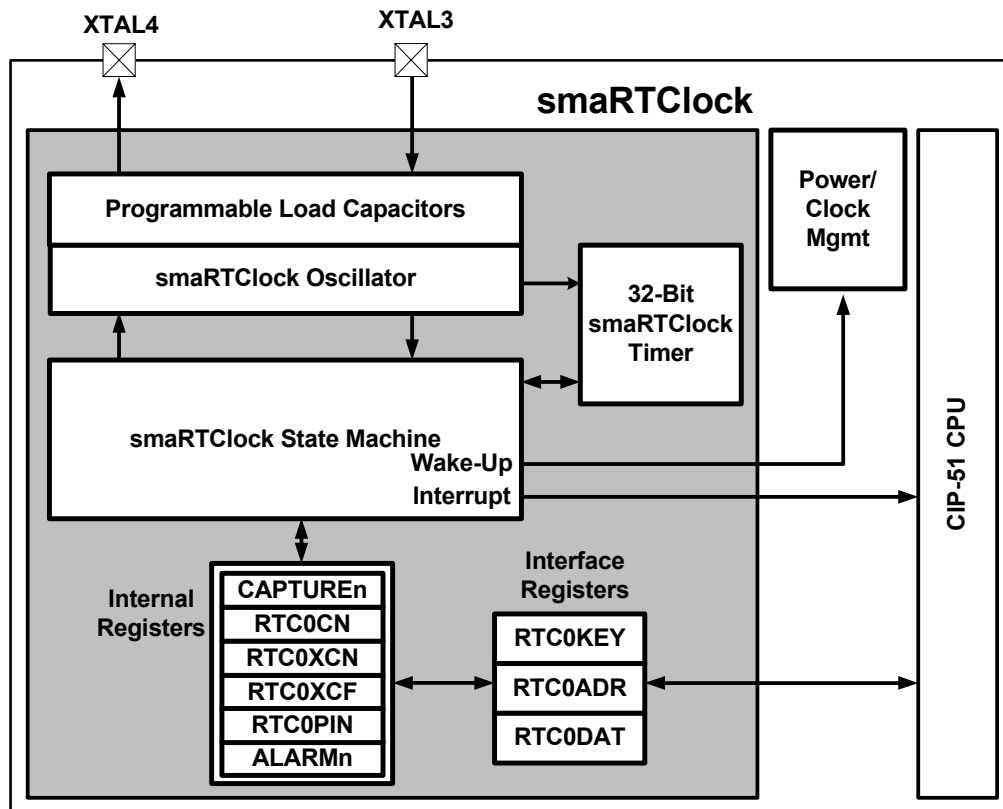 XTAL4
XTAL3
smaRTClock
Programmable Load Capacitors
smaRTClock Oscillator
32-Bit
smaRTClock
Timer
Power/
Clock
Mgmt
smaRTClock State Machine
Wake-Up
Interrupt
CIP-51 CPU
Internal
Registers
CAPTUREn
RTC0CN
RTC0XCN
RTC0XCF
RTC0PIN
ALARMn
Interface
Registers
RTC0KEY
RTC0ADR
RTC0DAT